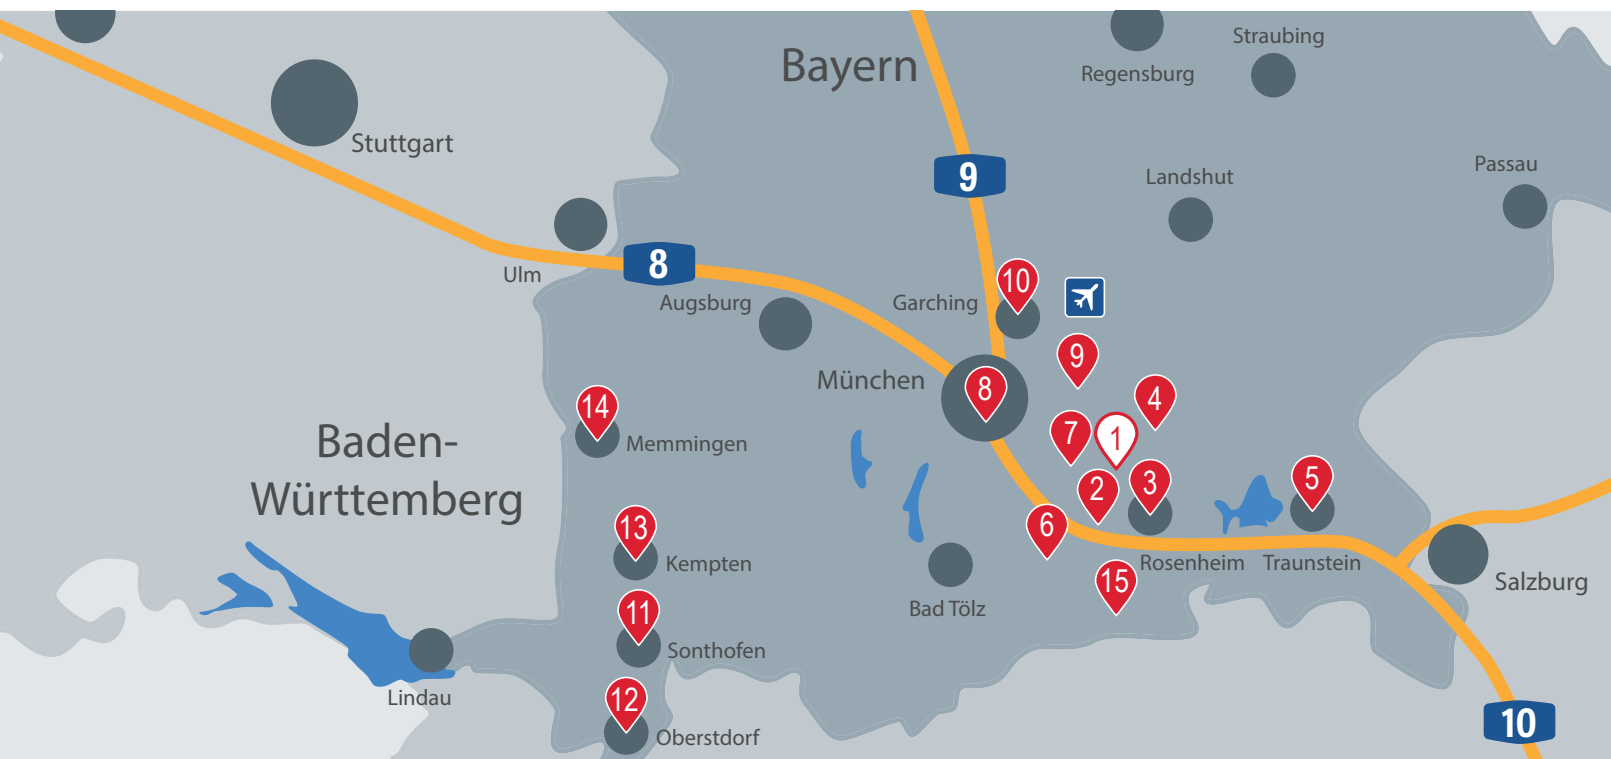 Straubing
Bayern
Regensburg
Stuttgart
Passau
9
Landshut
Ulm
8
10
Augsburg
Garching
9
München
8
4
14
7
1
Memmingen
Baden-
Württemberg
2
3
5
13
6
Kempten
Rosenheim
Traunstein
15
Salzburg
Bad Tölz
11
Sonthofen
Lindau
12
Oberstdorf
10